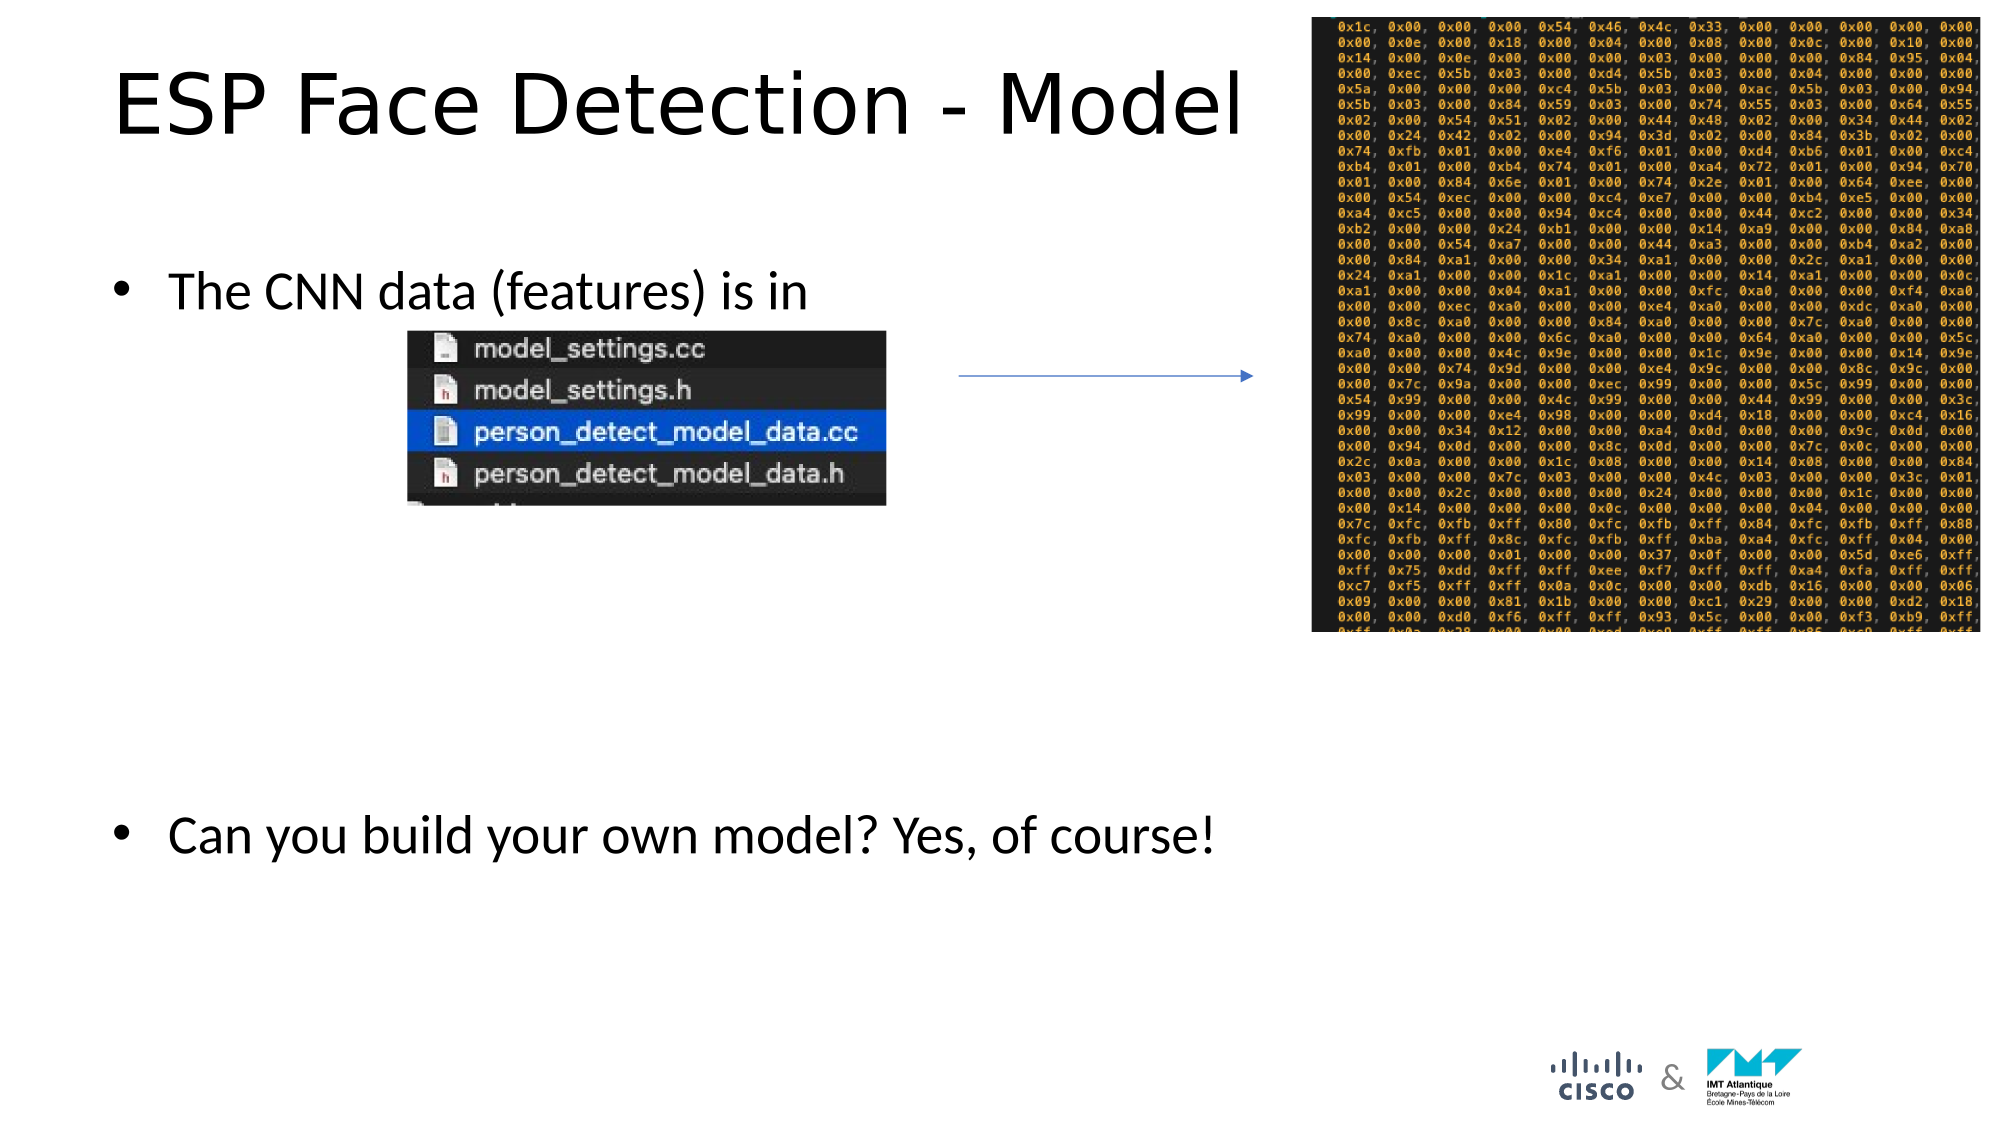 ESP Face Detection - Model
• The CNN data (features) is in
model_settings.cc
model_settings.h
person_detect_model_data.cc
person_detect_model_data.h
0x1c, 0x00, 0x00, 0x00, 0x54, 0x46, 0x4c, 0x33, 0x00, 0x00, 0x00, 0x00, 0x00,
0x00, 0x0e, 0x00, 0x18, 0x00, 0x04, 0x00, 0x08, 0x00, 0x0c, 0x00, 0x10, 0x00,
0x14, 0x00, 0x0e, 0x00, 0x00, 0x00, 0x03, 0x00, 0x00, 0x00, 0x84, 0x95, 0x04,
0x00, 0xec, 0x5b, 0x03, 0x00, 0xd4, 0x5b, 0x03, 0x00, 0x04, 0x00, 0x00, 0x00,
0x5a, 0x00, 0x00, 0x00, 0xc4, 0x5b, 0x03, 0x00, 0xac, 0x5b, 0x03, 0x00, 0x94,
0x5b, 0x03, 0x00, 0x84, 0x59, 0x03, 0x00, 0x74, 0x55, 0x03, 0x00, 0x64, 0x55,
0x02, 0x00, 0x54, 0x51, 0x02, 0x00, 0x44, 0x48, 0x02, 0x00, 0x34, 0x44, 0x02,
0x00, 0x24, 0x42, 0x02, 0x00, 0x94, 0x3d, 0x02, 0x00, 0x84, 0x3b, 0x02, 0x00,
0x74, 0xfb, 0x01, 0x00, 0xe4, 0xf6, 0x01, 0x00, 0xd4, 0xb6, 0x01, 0x00, 0xc4,
0xb4, 0x01, 0x00, 0xb4, 0x74, 0x01, 0x00, 0xa4, 0x72, 0x01, 0x00, 0x94, 0x70,
0x01, 0x00, 0x84, 0x6e, 0x01, 0x00, 0x74, 0x2e, 0x01, 0x00, 0x64, 0xee, 0x00,
0x00, 0x54, 0xec, 0x00, 0x00, 0xc4, 0xe7, 0x00, 0x00, 0xb4, 0xe5, 0x00, 0x00,
0xa4, 0xc5, 0x00, 0x00, 0x94, 0xc4, 0x00, 0x00, 0x44, 0xc2, 0x00, 0x00, 0x34,
0xb2, 0x00, 0x00, 0x24, 0xb1, 0x00, 0x00, 0x14, 0xa9, 0x00, 0x00, 0x84, 0xa8,
0x00, 0x00, 0x54, 0xa7, 0x00, 0x00, 0x44, 0xa3, 0x00, 0x00, 0xb4, 0xa2, 0x00,
0x00, 0x84, 0xa1, 0x00, 0x00, 0x34, 0xa1, 0x00, 0x00, 0x2c, 0xa1, 0x00, 0x00,
0x24, 0xa1, 0x00, 0x00, 0x1c, 0xa1, 0x00, 0x00, 0x14, 0xa1, 0x00, 0x00, 0x0c,
0xa1, 0x00, 0x00, 0x04, 0xa1, 0x00, 0x00, 0xfc, 0xa0, 0x00, 0x00, 0xf4, 0xa0,
0x00, 0x00, 0xec, 0xa0, 0x00, 0x00, 0xe4, 0xa0, 0x00, 0x00, 0xdc, 0xa0, 0x00,
0x00, 0x8c, 0xa0, 0x00, 0x00, 0x84, 0xa0, 0x00, 0x00, 0x7c, 0xa0, 0x00, 0x00,
0x74, 0xa0, 0x00, 0x00, 0x6c, 0xa0, 0x00, 0x00, 0x64, 0xa0, 0x00, 0x00, 0x5c,
0xa0, 0x00, 0x00, 0x4c, 0x9e, 0x00, 0x00, 0x1c, 0x9e, 0x00, 0x00, 0x14, 0x9e,
0x00, 0x00, 0x74, 0x9d, 0x00, 0x00, 0xe4, 0x9c, 0x00, 0x00, 0x8c, 0x9c, 0x00,
0x00, 0x7c, 0x9a, 0x00, 0x00, 0xec, 0x99, 0x00, 0x00, 0x5c, 0x99, 0x00, 0x00,
0x54, 0x99, 0x00, 0x00, 0x4c, 0x99, 0x00, 0x00, 0x44, 0x99, 0x00, 0x00, 0x3c,
0x99, 0x00, 0x00, 0xe4, 0x98, 0x00, 0x00, 0xd4, 0x18, 0x00, 0x00, 0xc4, 0x16,
0x00, 0x00, 0x34, 0x12, 0x00, 0x00, 0xa4, 0x0d, 0x00, 0x00, 0x9c, 0x0d, 0x00,
0x00, 0x94, 0x0d, 0x00, 0x00, 0x8c, 0x0d, 0x00, 0x00, 0x7c, 0x0c, 0x00, 0x00,
0x2c, 0x0a, 0x00, 0x00, 0x1c, 0x08, 0x00, 0x00, 0x14, 0x08, 0x00, 0x00, 0x84,
0x03, 0x00, 0x00, 0x7c, 0x03, 0x00, 0x00, 0x4c, 0x03, 0x00, 0x00, 0x3c, 0x01,
0x00, 0x00, 0x2c, 0x00, 0x00, 0x00, 0x24, 0x00, 0x00, 0x00, 0x1c, 0x00, 0x00,
0x00, 0x14, 0x00, 0x00, 0x00, 0x0c, 0x00, 0x00, 0x00, 0x04, 0x00, 0x00, 0x00,
0x7c, 0xfc, 0xfb, 0xff, 0x80, 0xfc, 0xfb, 0xff, 0x84, 0xfc, 0xfb, 0xff, 0x88,
0xfc, 0xfb, 0xff, 0x8c, 0xfc, 0xfb, 0xff, 0xba, 0xa4, 0xfc, 0xff, 0x04, 0x00,
0x00, 0x00, 0x00, 0x01, 0x00, 0x00, 0x37, 0x0f, 0x00, 0x00, 0x5d, 0xe6, 0xff,
0xff, 0x75, 0xdd, 0xff, 0xff, 0xee, 0xf7, 0xff, 0xff, 0xa4, 0xfa, 0xff, 0xff,
0xc7, 0xf5, 0xff, 0xff, 0x0a, 0x0c, 0x00, 0x00, 0xdb, 0x16, 0x00, 0x00, 0x06,
0x09, 0x00, 0x00, 0x81, 0x1b, 0x00, 0x00, 0xc1, 0x29, 0x00, 0x00, 0xd2, 0x18,
0x00, 0x00, 0xd0, 0xf6, 0xff, 0xff, 0x93, 0x5c, 0x00, 0x00, 0xf3, 0xb9, 0xff,
• Can you build your own model? Yes, of course!
CISCO
&
IMT Atlantique
Bretagne-Pays de la Loire
École Mines-Télécom